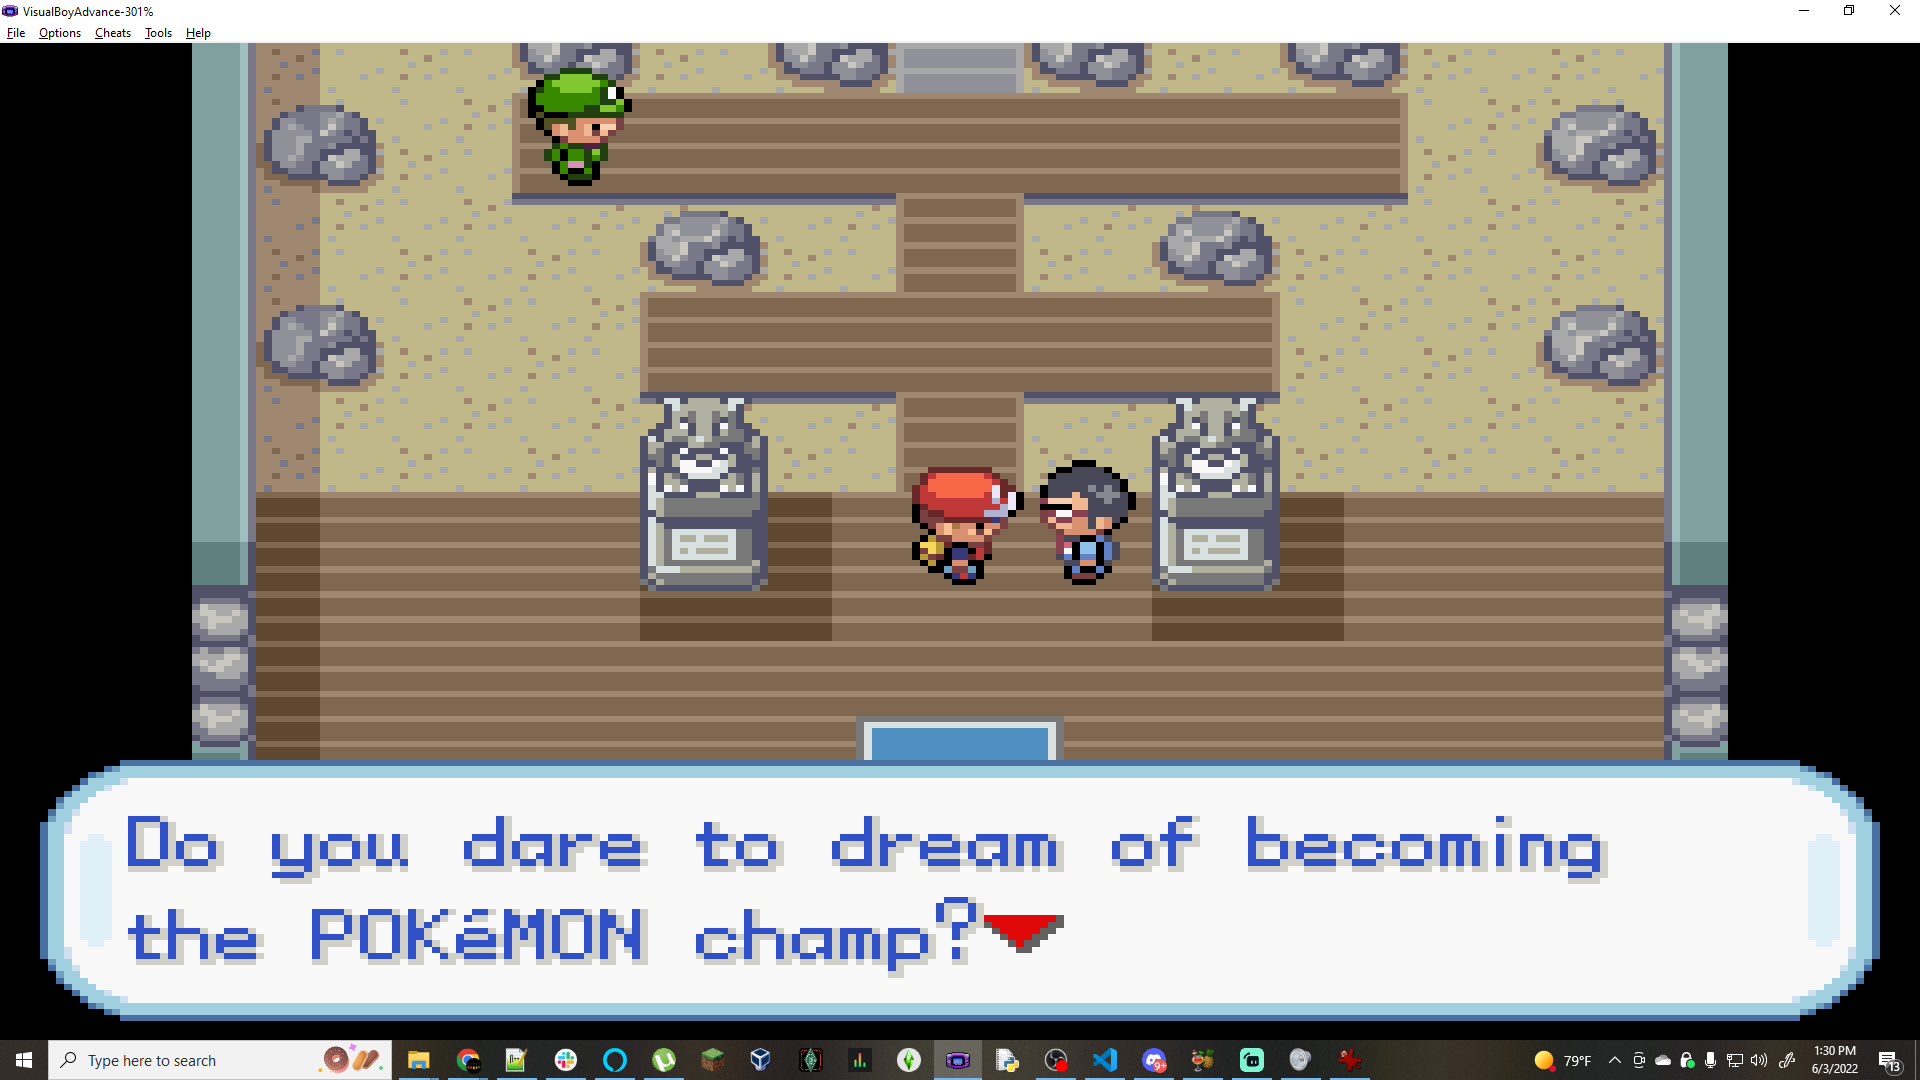 VisualBoyAdvance-301%
File Options Cheats Tools Help
Do you dare to dream of becoming
the POKéMON champ?
Type here to search
9+
79°F
1:30 PM
6/3/2022
13